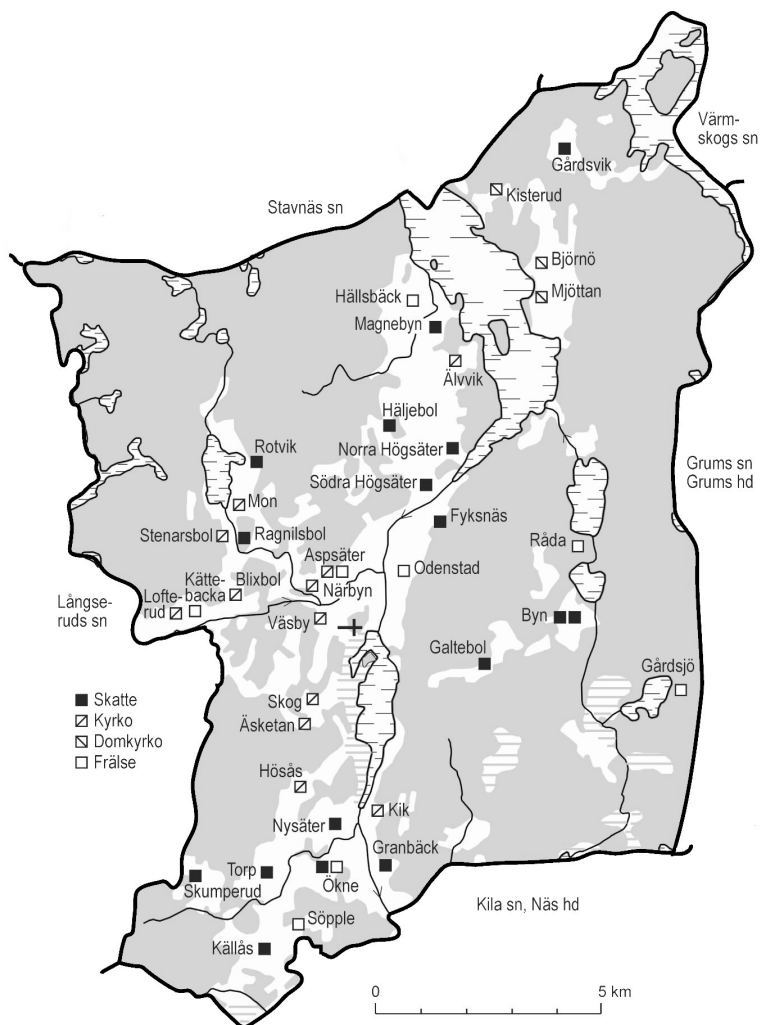 Värm-
skogs sn
Gårdsvik
Kisterud
Stavnäs sn
Björnö
Mjöttan
Hällsbäck
Magnebyn
Älvvik
Häljebol
Norra Högsäter
Rotvik
Grums sn
Grums hd
Södra Högsäter
Mon
Fyksnäs
Stenarsbol
Ragnilsbol
Råda
Aspsäter
Odenstad
Kätte-
backa
Blixbol
Närbyn
Långse-
ruds sn
Lofte-
rud
Väsby
Byn
Galtebol
Gårdsjö
Skog
Äsketan
Skatte
Kyrko
Domkyrko
Frälse
Hösås
Kik
Nysäter
Granbäck
Torp
Skumperud
Ökne
Kila sn, Näs hd
Söpple
Källås
0
5 km